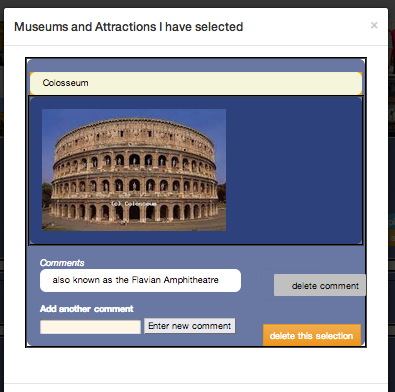 Museums and Attractions I have selected
×
Colosseum
(c) Colosseum
Comments
also known as the Flavian Amphitheatre
delete comment
Add another comment
Enter new comment
delete this selection